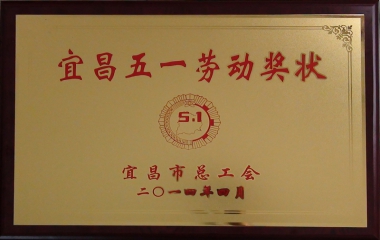 宜昌五一劳动奖状
5.1
宜昌市总工会
二〇一四年四月